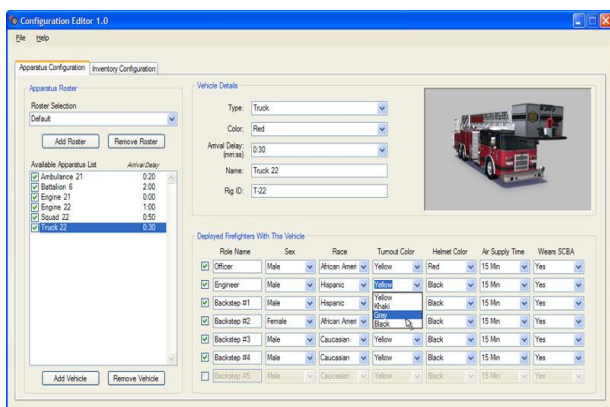 Configuration Editor 1.0
File Help
Apparatus Configuration Inventory Configuration
Apparatus Roster
Roster Selection
Default
Add Roster Remove Roster
Available Apparatus List Arrival Delay
Ambulance 21 0:20
Battalion 6 2:00
Engine 21 0:00
Engine 22 1:00
Squad 22 0:50
Truck 22 0:30
Add Vehicle Remove Vehicle
Vehicle Details
Type: Truck
Color: Red
Arrival Delay: 0:30
(mm:ss)
Name: Truck 22
Rig ID: T-22
Deployed Firefighters With This Vehicle
Role Name Sex Race Turnout Color Helmet Color Air Supply Time Wears SCBA
Officer Male African Ameri Yellow Red 15 Min Yes
Engineer Male Hispanic Yellow Black 15 Min Yes
Backstep #1 Male Hispanic Yellow Black 15 Min Yes
Khaki
Gray
Backstep #2 Female African Ameri Black Black 15 Min Yes
Backstep #3 Male Caucasian Yellow Black 15 Min Yes
Backstep #4 Male Caucasian Yellow Black 15 Min Yes
Backstep #5 Male Caucasian Yellow Black 15 Min Yes